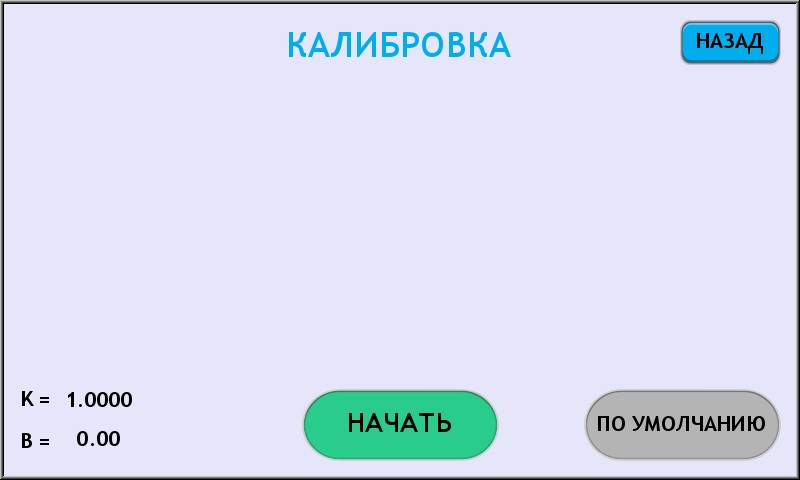 КАЛИБРОВКА
НАЗАД
K = 1.0000
B = 0.00
НАЧАТЬ
ПО УМОЛЧАНИЮ